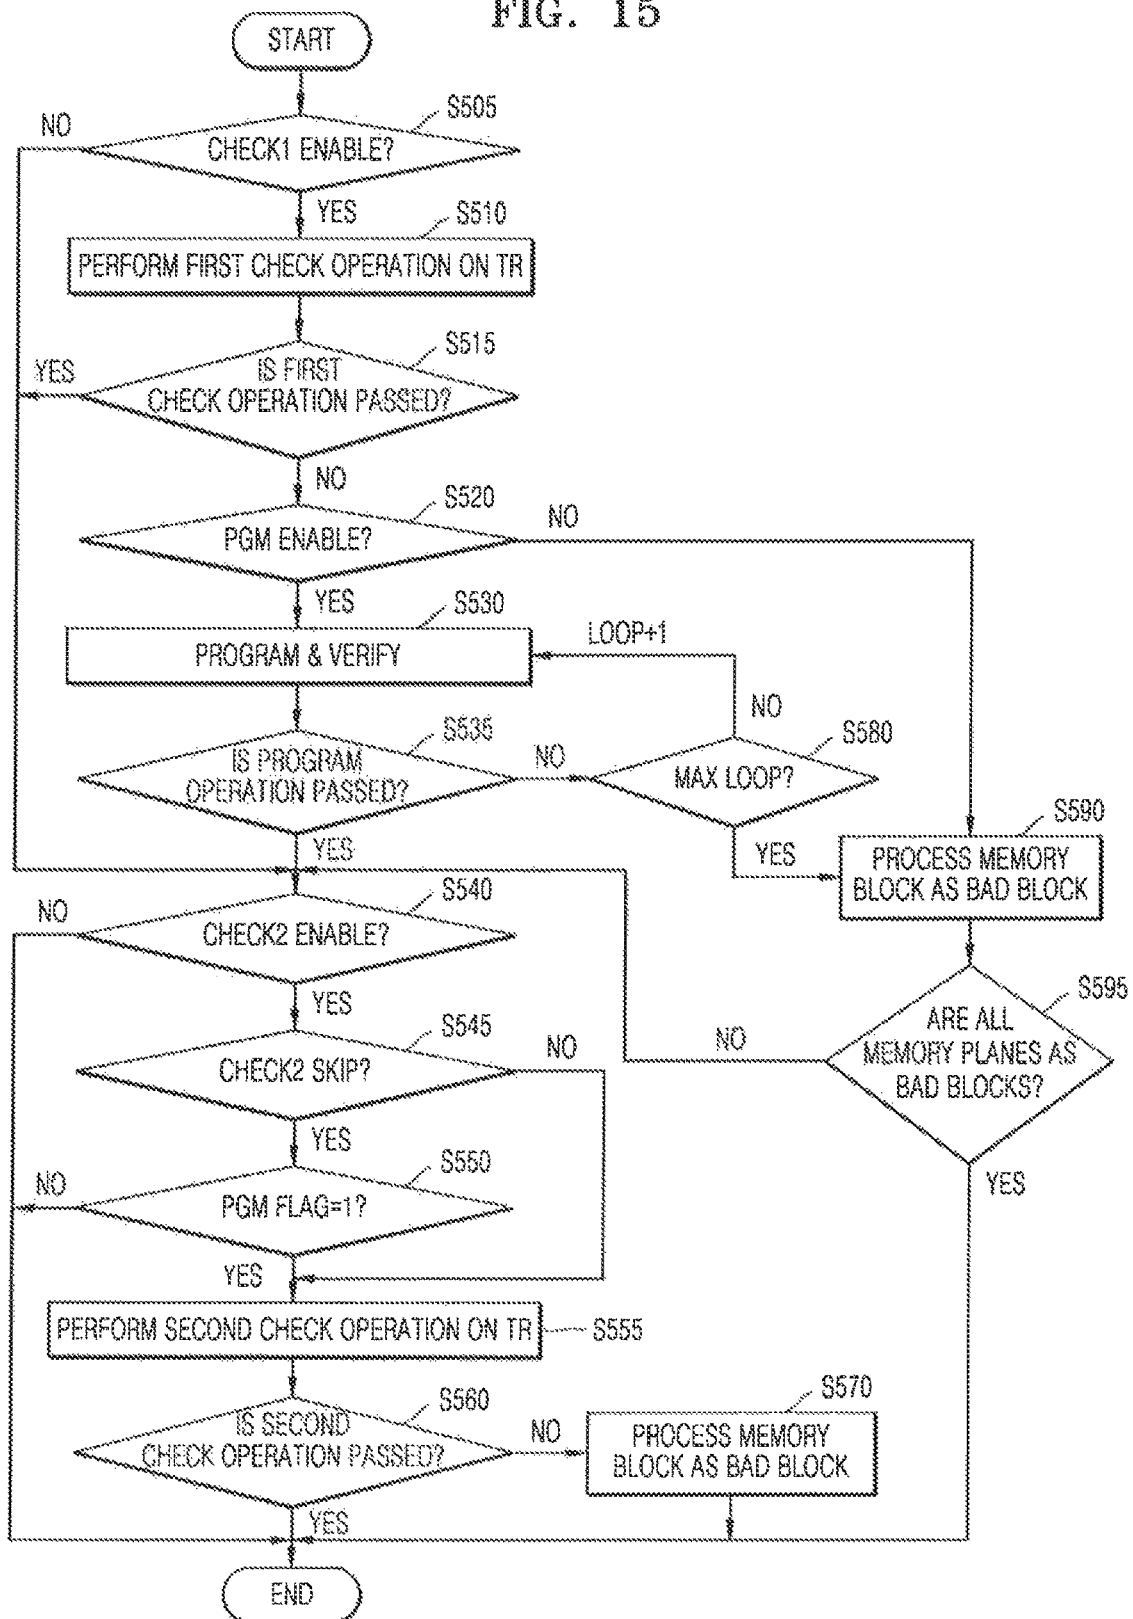 FIG. 15
START
S505
NO
CHECK1 ENABLE?
YES
S510
PERFORM FIRST CHECK OPERATION ON TR
S515
YES
IS FIRST
CHECK OPERATION PASSED?
NO
S520
NO
PGM ENABLE?
YES
S530
LOOP+1
PROGRAM & VERIFY
NO
S535
S580
IS PROGRAM
OPERATION PASSED?
NO
MAX LOOP?
S590
YES
YES
PROCESS MEMORY
BLOCK AS BAD BLOCK
S540
NO
CHECK2 ENABLE?
S595
YES
ARE ALL
MEMORY PLANES AS
BAD BLOCKS?
NO
S545
NO
CHECK2 SKIP?
YES
S550
YES
NO
PGM FLAG=1?
YES
PERFORM SECOND CHECK OPERATION ON TR
S555
S570
S560
IS SECOND
CHECK OPERATION PASSED?
NO
PROCESS MEMORY
BLOCK AS BAD BLOCK
YES
END